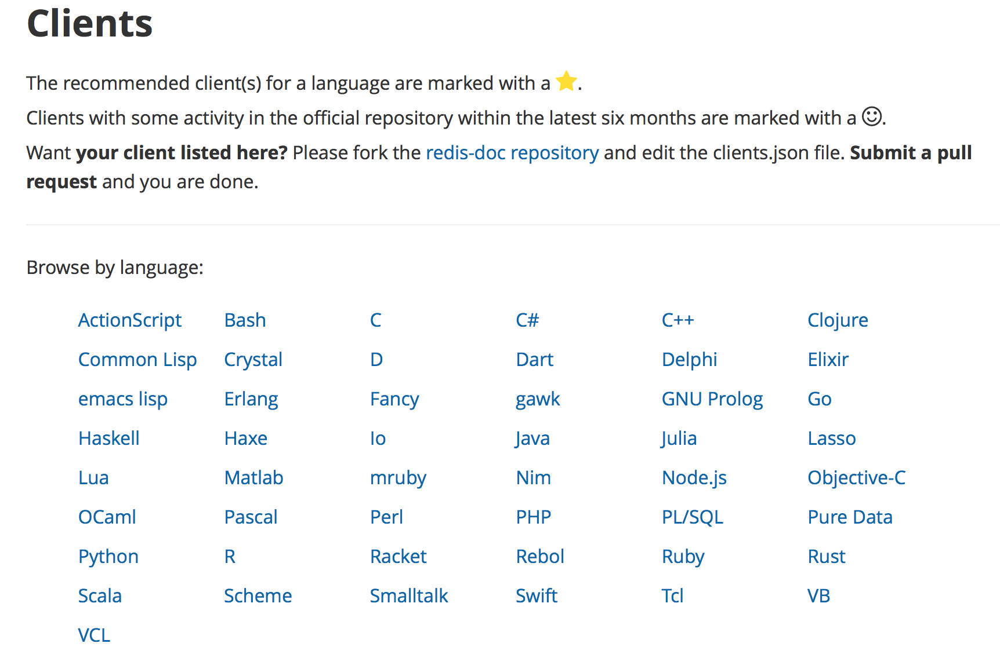 Clients
The recommended client(s) for a language are marked with a ⭐.
Clients with some activity in the official repository within the latest six months are marked with a ☺.
Want your client listed here? Please fork the redis-doc repository and edit the clients.json file. Submit a pull
request and you are done.
Browse by language:
ActionScript Bash C C# C++ Clojure
Common Lisp Crystal D Dart Delphi Elixir
emacs lisp Erlang Fancy gawk GNU Prolog Go
Haskell Haxe Io Java Julia Lasso
Lua Matlab mruby Nim Node.js Objective-C
OCaml Pascal Perl PHP PL/SQL Pure Data
Python R Racket Rebol Ruby Rust
Scala Scheme Smalltalk Swift Tcl VB
VCL